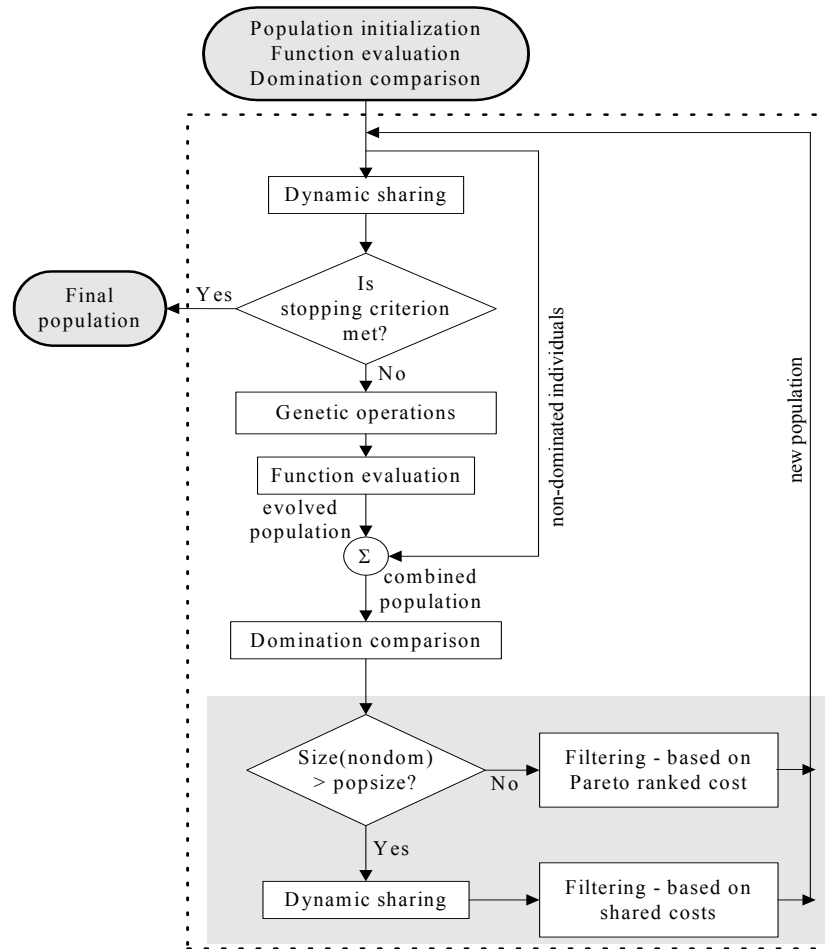 Population initialization
Function evaluation
Domination comparison
Dynamic sharing
Is
stopping criterion
met?
Yes
Final
population
No
Genetic operations
Function evaluation
evolved
population
Σ
combined
population
non-dominated individuals
new population
Domination comparison
Size(nondom)
> popsize?
No
Filtering - based on
Pareto ranked cost
Yes
Dynamic sharing
Filtering - based on
shared costs